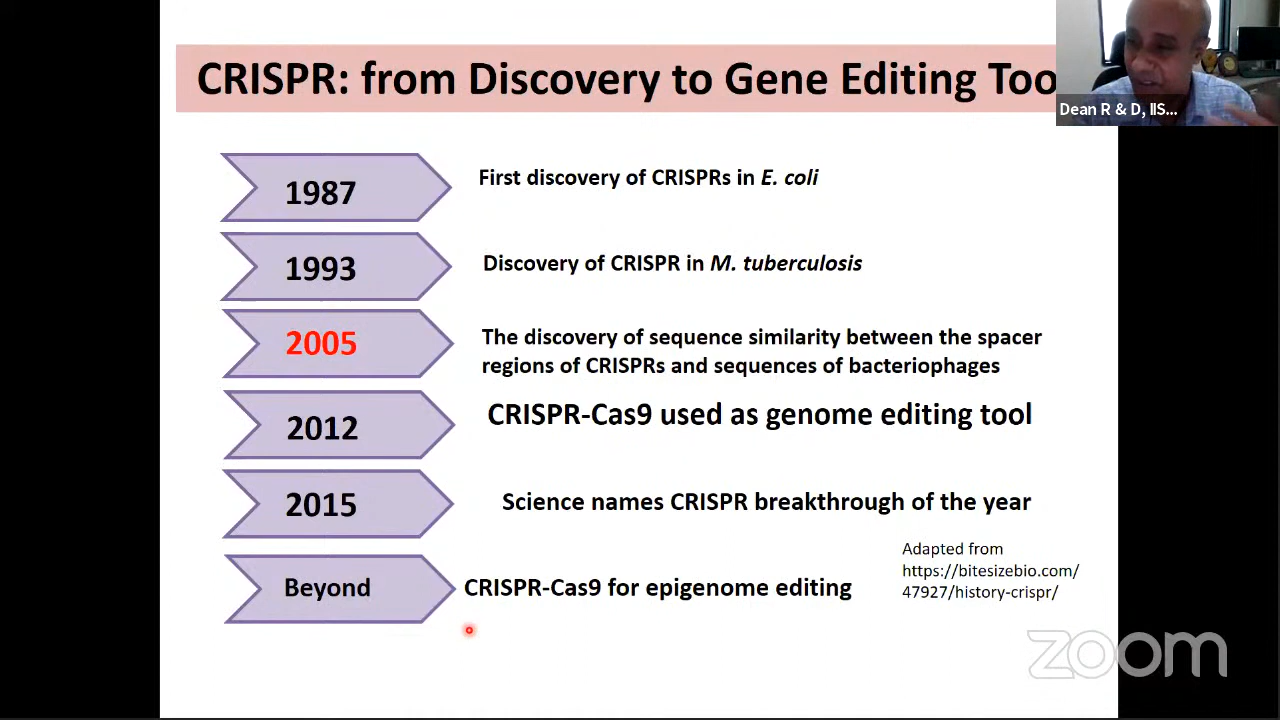 CRISPR: from Discovery to Gene Editing Too
Dean R & D, IIS...
1987
First discovery of CRISPRs in E. coli
1993
Discovery of CRISPR in M. tuberculosis
2005
The discovery of sequence similarity between the spacer
regions of CRISPRs and sequences of bacteriophages
2012
CRISPR-Cas9 used as genome editing tool
2015
Science names CRISPR breakthrough of the year
Beyond
CRISPR-Cas9 for epigenome editing
Adapted from
https://bitesizebio.com/
47927/history-crispr/
zoom